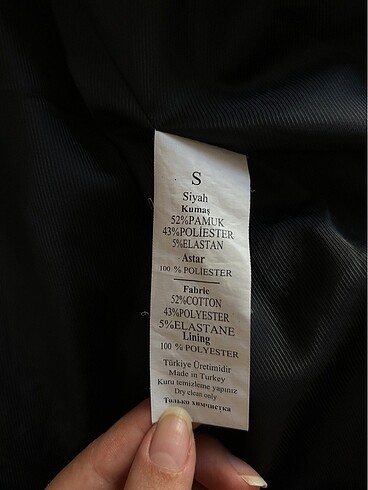 S
Siyah
Kumaş
52%PAMUK
43%POLİESTER
5%ELASTAN
Astar
100 % POLİESTER
Fabric
52%COTTON
43%POLYESTER
5%ELASTANE
Lining
100 % POLYESTER
Türkiye Üretimidir
Made in Turkey
Kuru temizleme yapınız
Dry clean only
Только химчистка